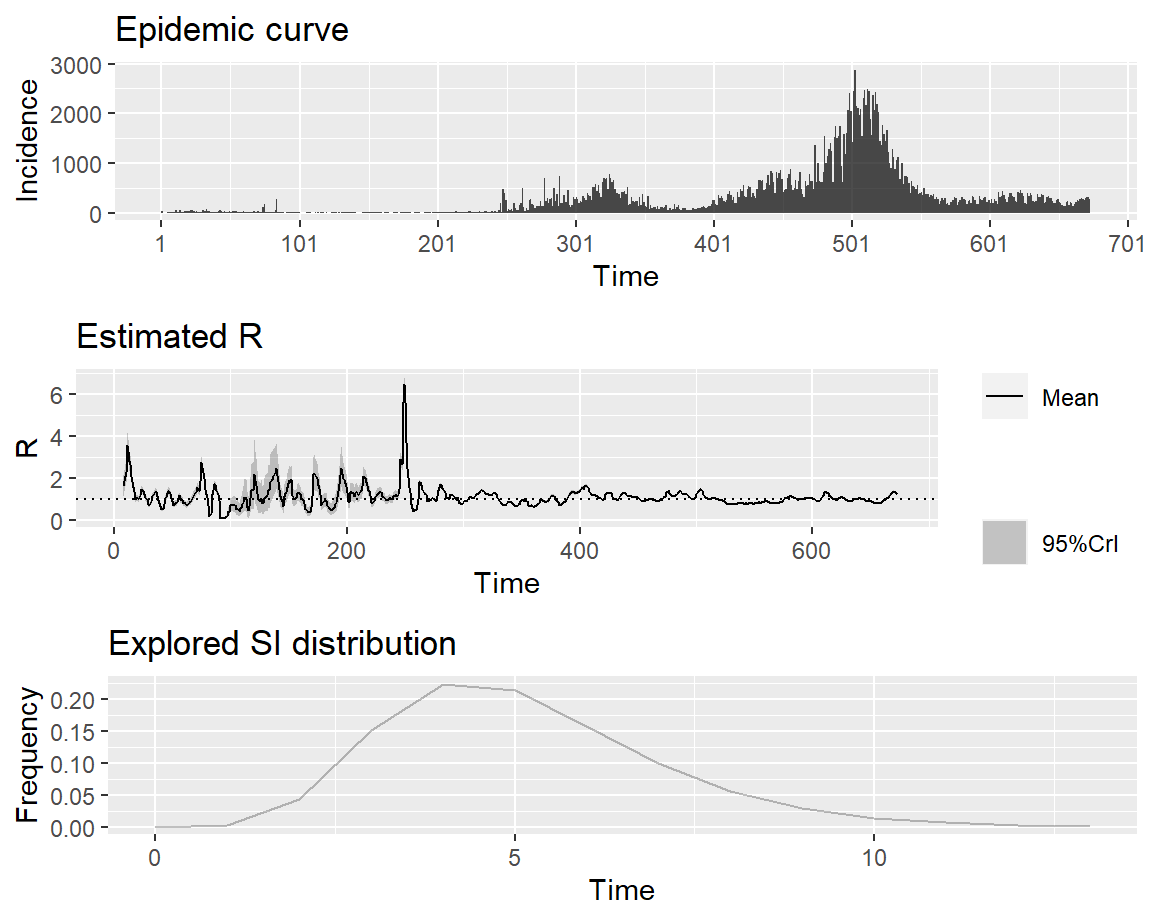 Epidemic curve
3000
2000
1000
0
Incidence
1 101 201 301 401 501 601 701
Time
Estimated R
6
4
2
0
R
0 200 400 600
Time
Mean
95%CrI
Explored SI distribution
0.20
0.15
0.10
0.05
0.00
Frequency
0 5 10
Time